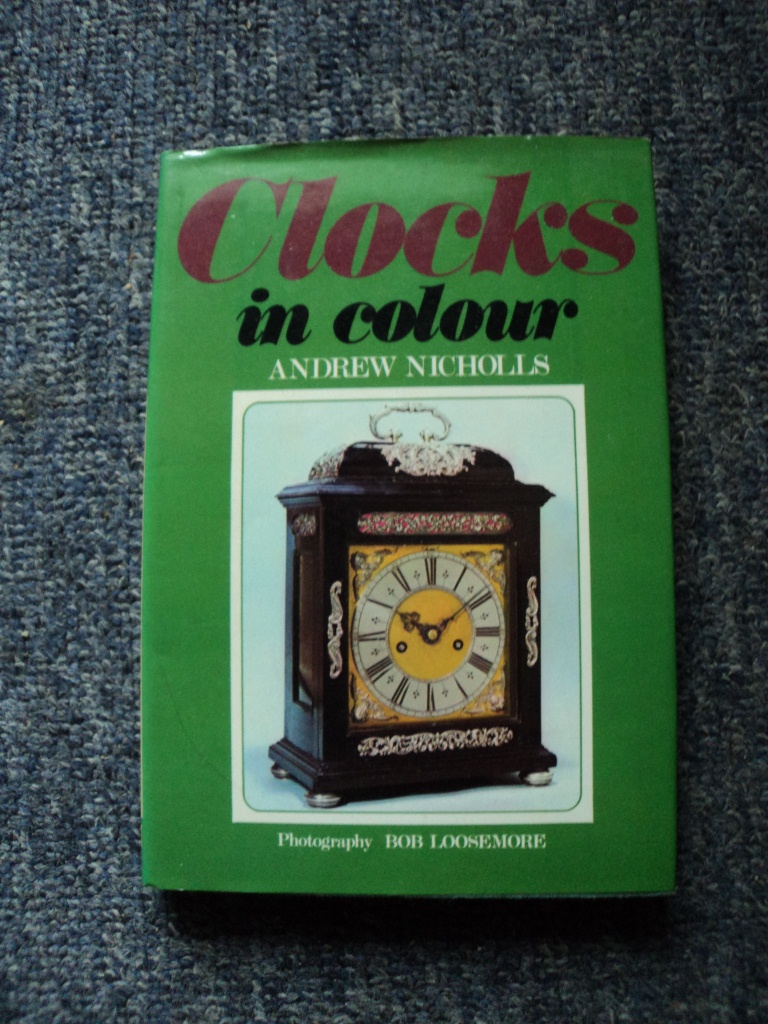 Clocks
in colour
ANDREW NICHOLLS
Photography BOB LOOSEMORE